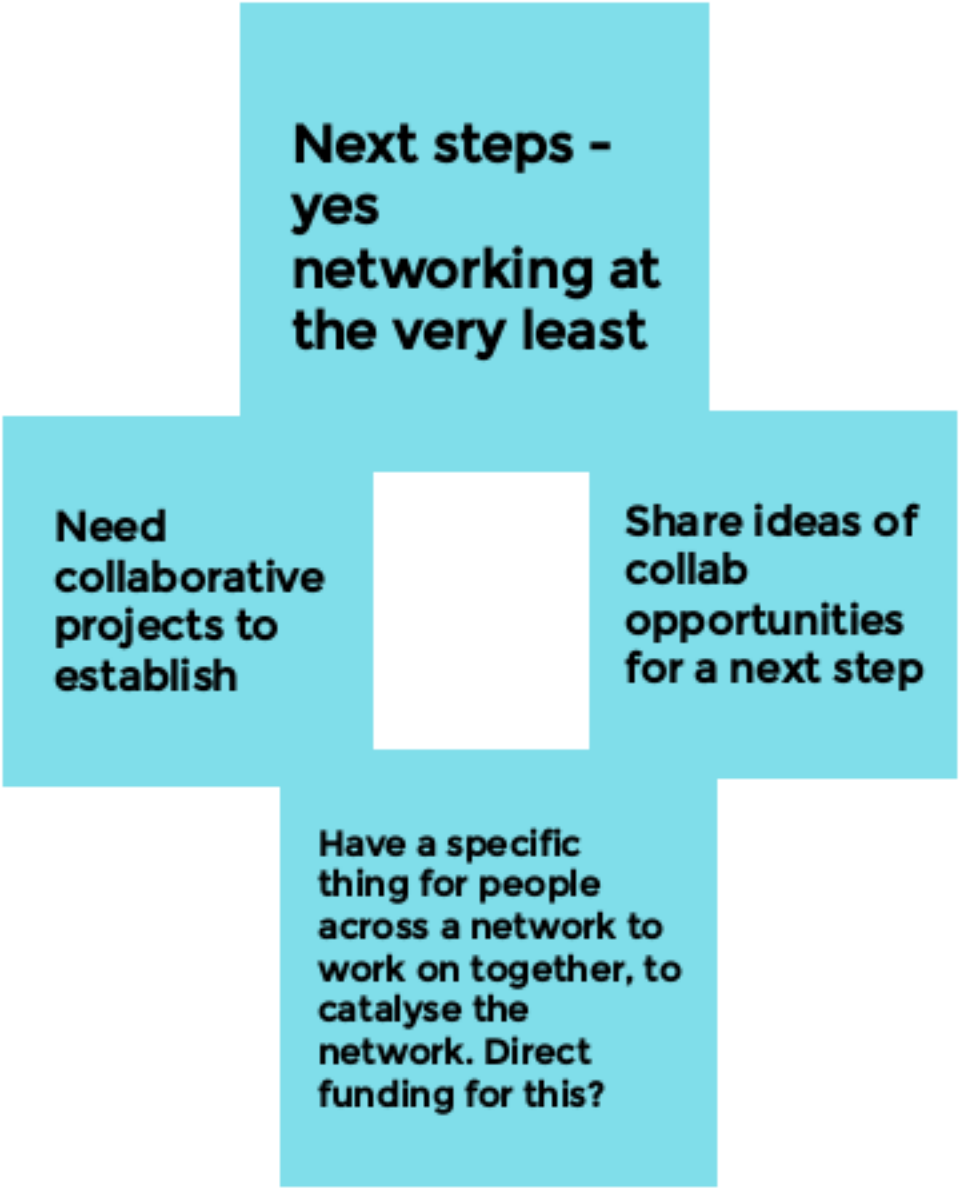 Next steps -
yes
networking at
the very least
Need
collaborative
projects to
establish
Share ideas of
collab
opportunities
for a next step
Have a specific
thing for people
across a network to
work on together, to
catalyse the
network. Direct
funding for this?